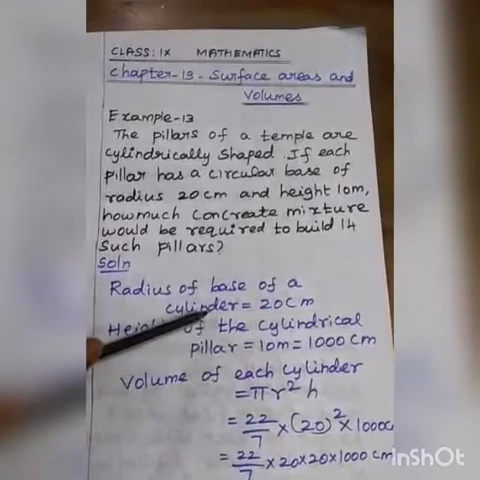 CLASS: IX MATHEMATICS
Chapter-13 - Surface areas and
Volumes
Example-13
The pillars of a temple are
cylindrically shaped. If each
pillar has a circular base of
radius 20cm and height 10m,
how much concreate mixture
would be required to build 14
such pillars?
Soln
Radius of base of a
cylinder = 20cm
of the cylindrical
pillar = 10m = 1000 cm
Volume of each cylinder
= πr²h
= 22/7 × (20)² × 1000
= 22/7 × 20×20×1000 cm
InShOt